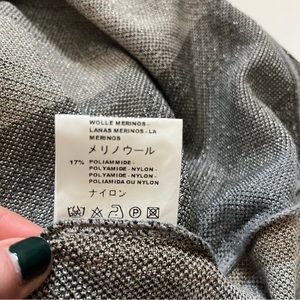 WOLLE MERINOS -
LANAS MERINOS - LA
MERINOS
メリノウール
17% POLIAMMIDE -
POLYAMIDE - NYLON -
POLYAMIDE - NYLON -
POLIAMIDA OU NYLON
ナイロン